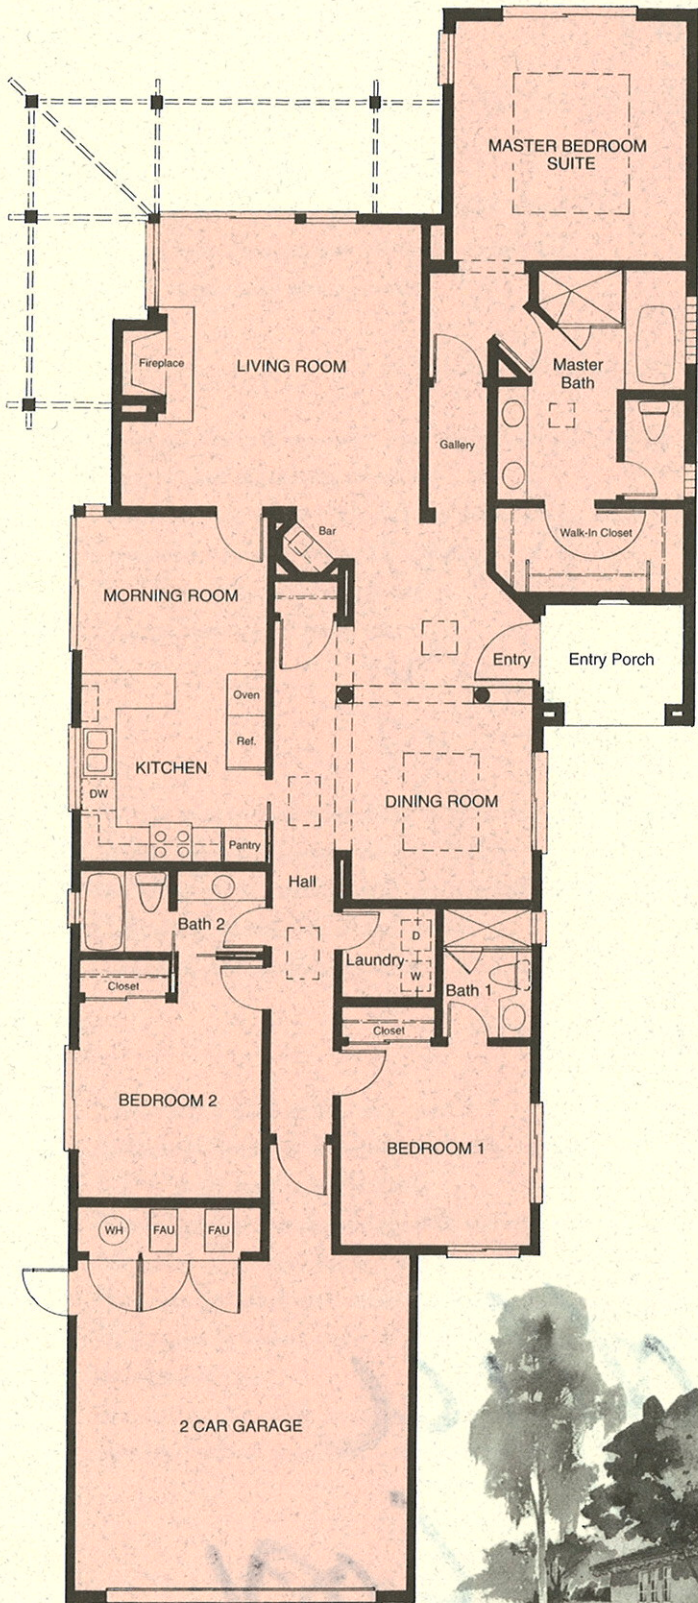 MASTER BEDROOM
SUITE
Fireplace
LIVING ROOM
Master
Bath
Gallery
Bar
Walk-In Closet
MORNING ROOM
Entry
Entry Porch
Oven
Ref.
KITCHEN
DW
DINING ROOM
Pantry
Hall
Bath 2
D
Laundry
W
Bath 1
Closet
Closet
BEDROOM 2
BEDROOM 1
WH
FAU
FAU
2 CAR GARAGE